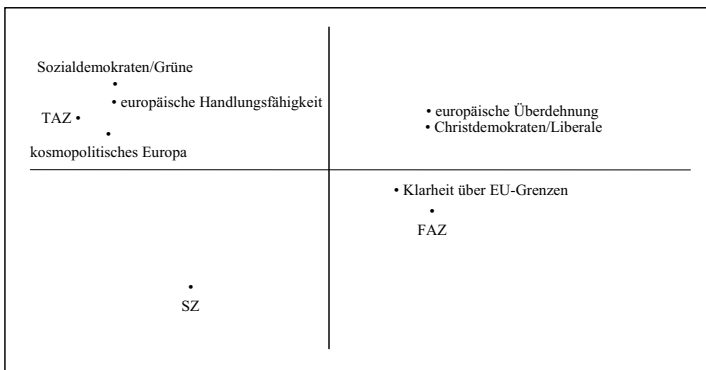 Sozialdemokraten/Grüne
• europäische Handlungsfähigkeit
TAZ •
kosmopolitisches Europa
• europäische Überdehnung
• Christdemokraten/Liberale
• Klarheit über EU-Grenzen
FAZ
SZ